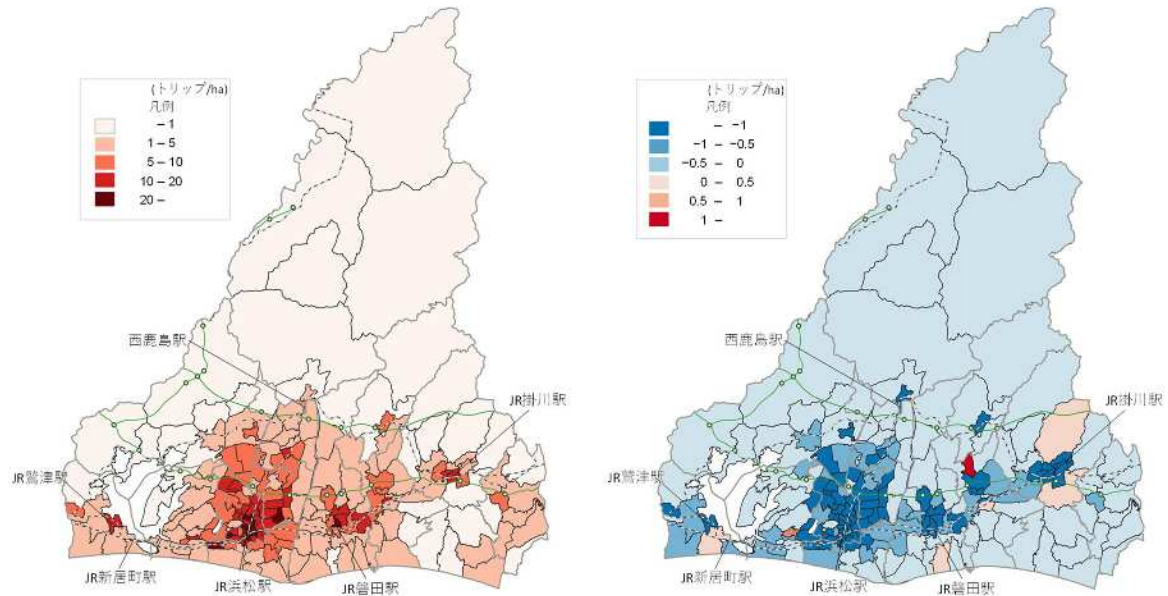 (トリップ/ha)
凡例
－1
1－5
5－10
10－20
20－
西鹿島駅
JR掛川駅
JR鷲津駅
JR新居町駅
JR浜松駅
JR磐田駅
(トリップ/ha)
凡例
－ －1
－1 － －0.5
－0.5 － 0
0 － 0.5
0.5 － 1
1 －
西鹿島駅
JR掛川駅
JR鷲津駅
JR新居町駅
JR浜松駅
JR磐田駅